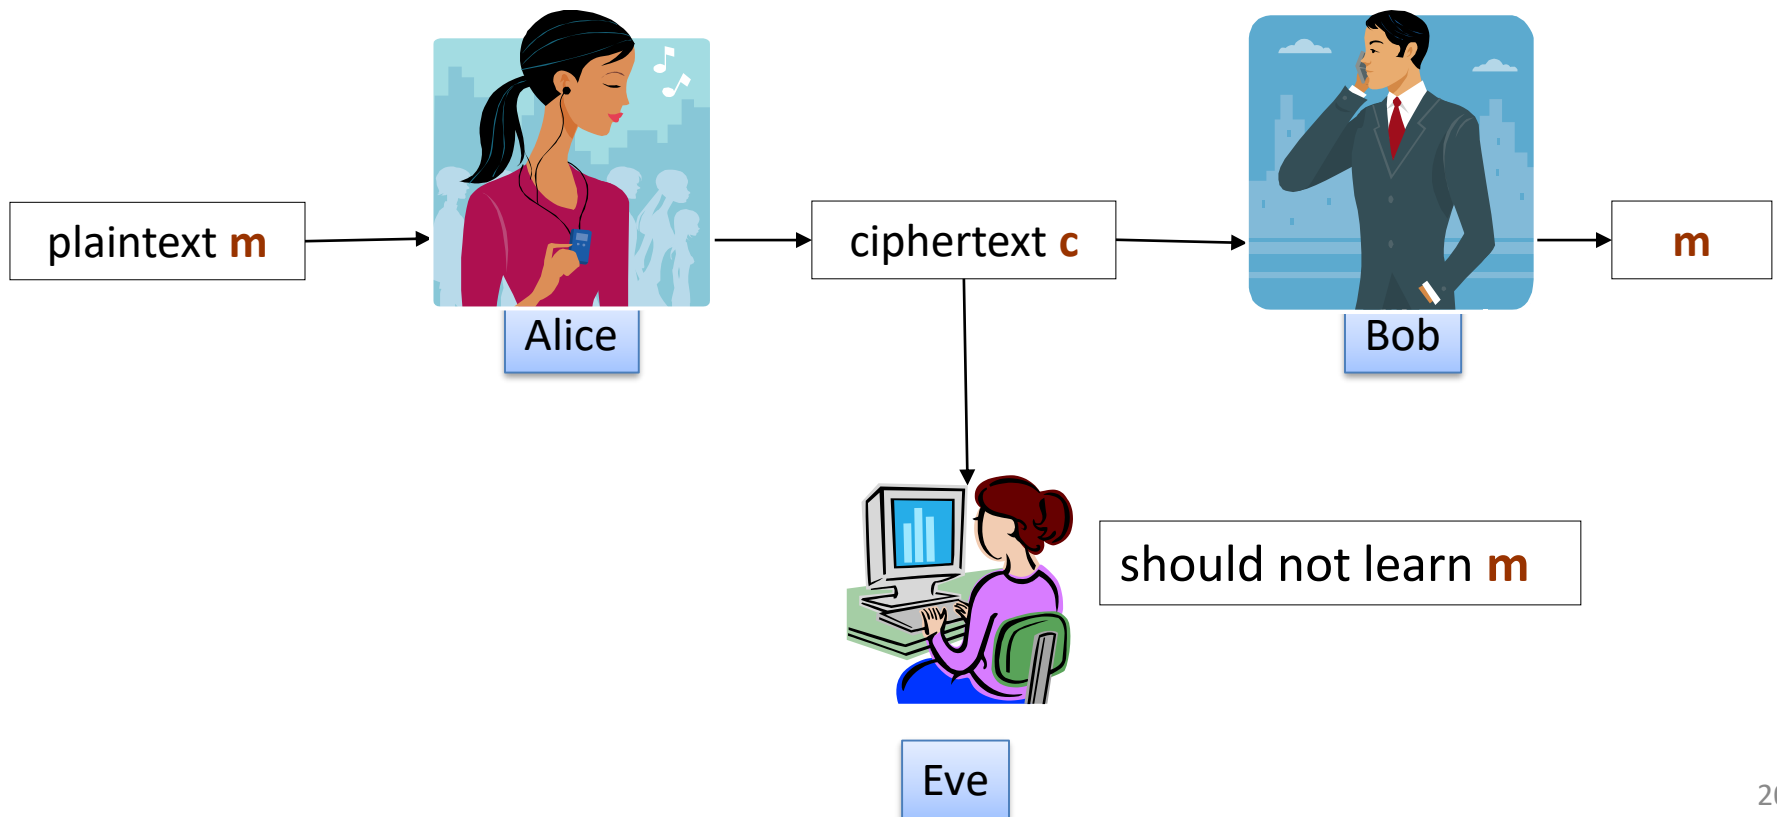 plaintext m
ciphertext c
m
Alice
Bob
should not learn m
Eve